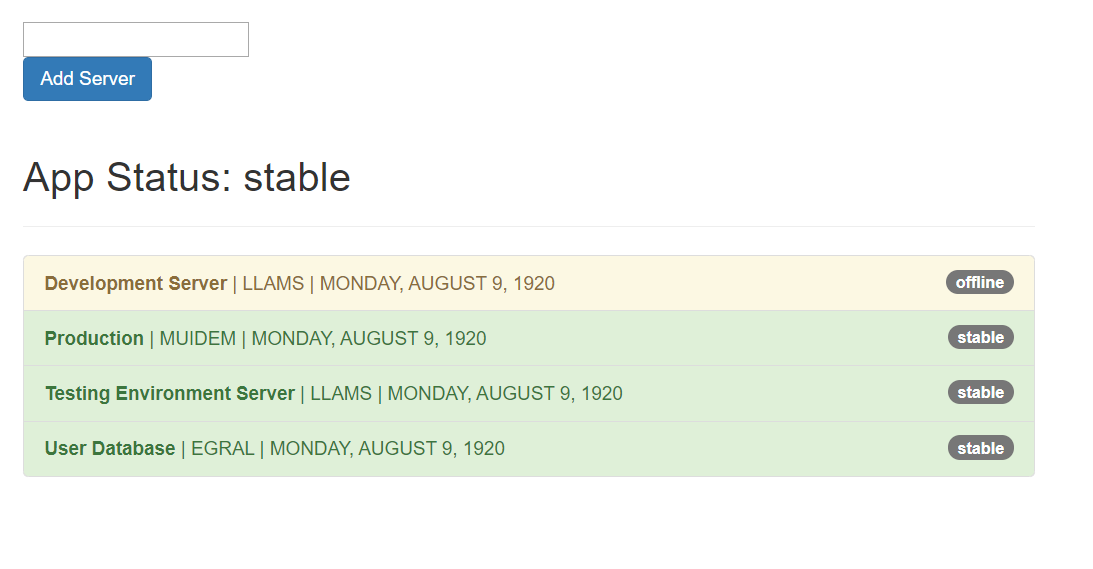 Add Server
App Status: stable
Development Server | LLAMS | MONDAY, AUGUST 9, 1920 offline
Production | MUIDEM | MONDAY, AUGUST 9, 1920 stable
Testing Environment Server | LLAMS | MONDAY, AUGUST 9, 1920 stable
User Database | EGRAL | MONDAY, AUGUST 9, 1920 stable